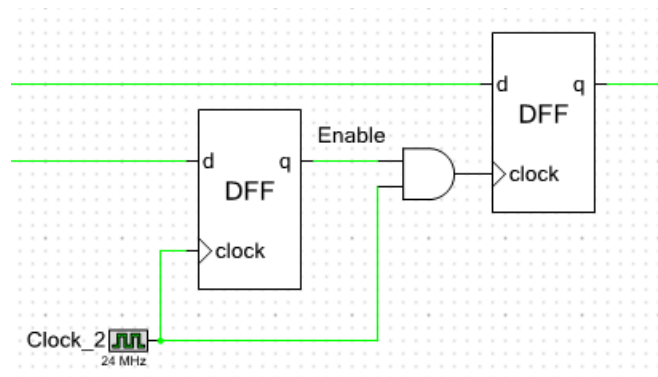 d q
DFF
clock
Enable
d q
DFF
clock
Clock_2
24 MHz